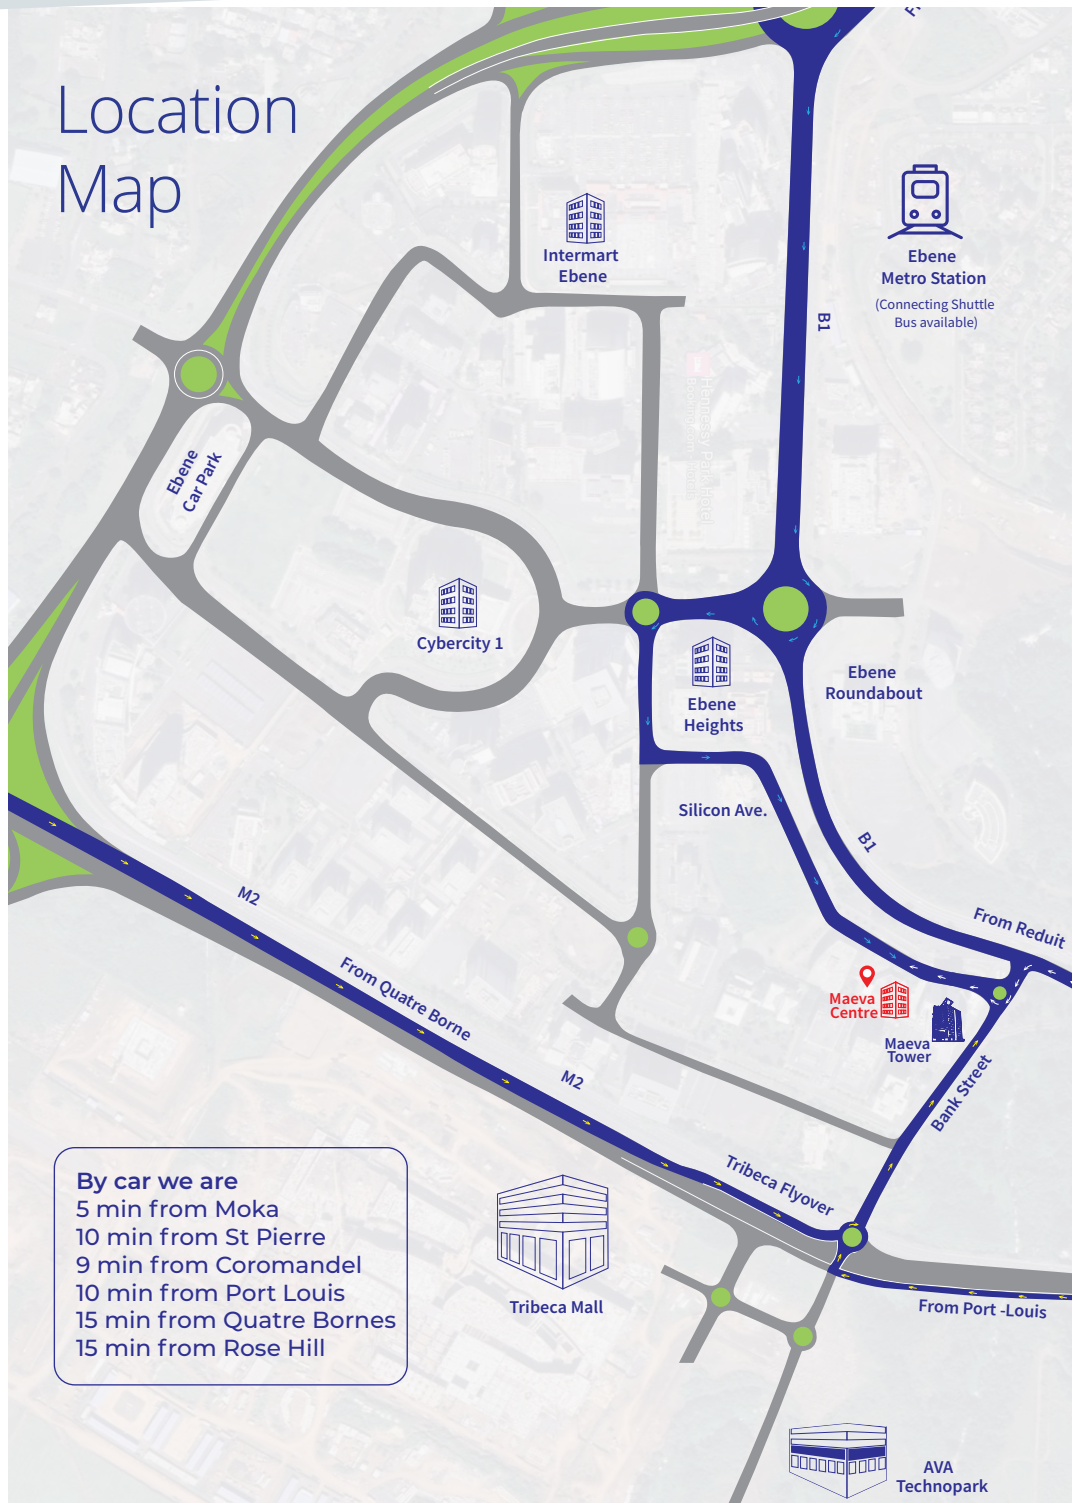 Location
Map
Intermart
Ebene
Ebene
Metro Station
(Connecting Shuttle
Bus available)
B1
Ebene
Car Park
Cybercity 1
Ebene
Heights
Ebene
Roundabout
Silicon Ave.
B1
From Reduit
M2
From Quatre Borne
M2
Maeva
Centre
Maeva
Tower
Bank Street
Tribeca Flyover
By car we are
5 min from Moka
10 min from St Pierre
9 min from Coromandel
10 min from Port Louis
15 min from Quatre Bornes
15 min from Rose Hill
Tribeca Mall
From Port -Louis
AVA
Technopark